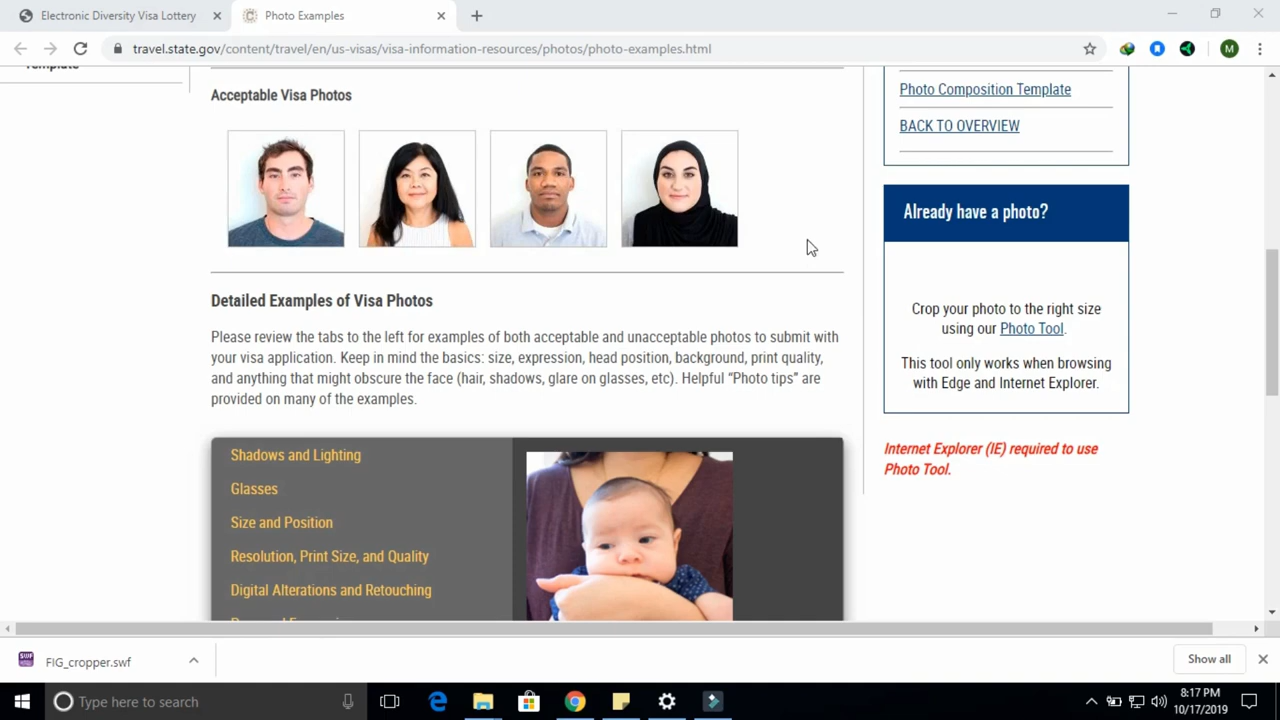 Electronic Diversity Visa Lottery
Photo Examples
travel.state.gov/content/travel/en/us-visas/visa-information-resources/photos/photo-examples.html
M
Template
Acceptable Visa Photos
Photo Composition Template
BACK TO OVERVIEW
Already have a photo?
Crop your photo to the right size
using our Photo Tool.
This tool only works when browsing
with Edge and Internet Explorer.
Internet Explorer (IE) required to use
Photo Tool.
Detailed Examples of Visa Photos
Please review the tabs to the left for examples of both acceptable and unacceptable photos to submit with
your visa application. Keep in mind the basics: size, expression, head position, background, print quality,
and anything that might obscure the face (hair, shadows, glare on glasses, etc). Helpful “Photo tips” are
provided on many of the examples.
Shadows and Lighting
Glasses
Size and Position
Resolution, Print Size, and Quality
Digital Alterations and Retouching
SWF
FIG_cropper.swf
Show all
Type here to search
8:17 PM
10/17/2019